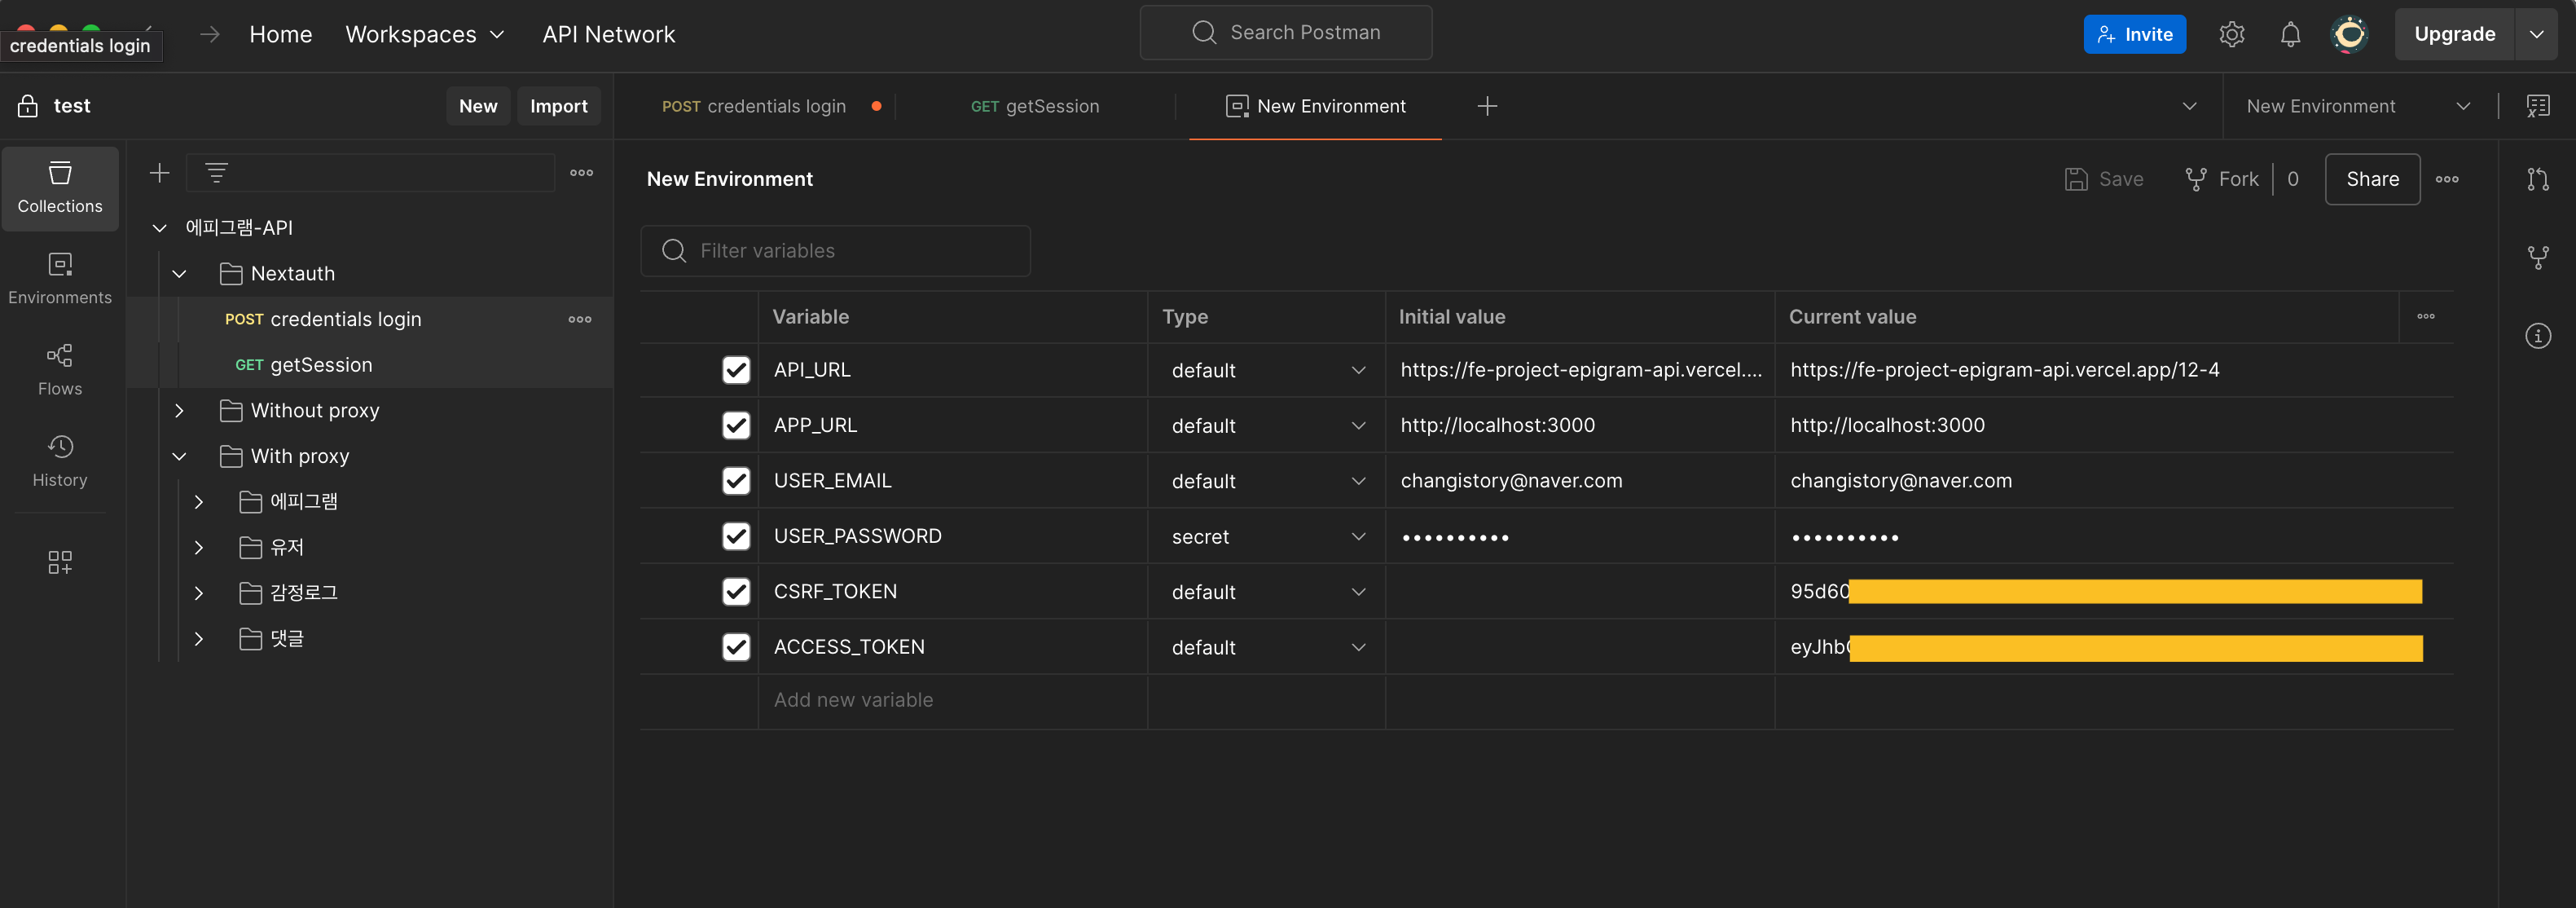 credentials login
Home Workspaces API Network
Search Postman
Invite
Upgrade
test New Import
POST credentials login GET getSession New Environment
New Environment
Collections
Environments
Flows
History
에피그램-API
Nextauth
POST credentials login
GET getSession
Without proxy
With proxy
에피그램
유저
감정로그
댓글
New Environment
Save Fork 0 Share
Filter variables
Variable Type Initial value Current value
API_URL default https://fe-project-epigram-api.vercel.... https://fe-project-epigram-api.vercel.app/12-4
APP_URL default http://localhost:3000 http://localhost:3000
USER_EMAIL default changistory@naver.com changistory@naver.com
USER_PASSWORD secret •••••••••• ••••••••••
CSRF_TOKEN default 95d60
ACCESS_TOKEN default eyJhb
Add new variable